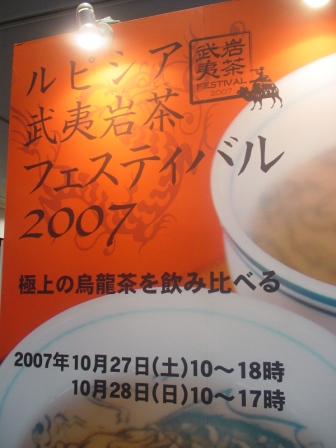 ルピシア
武夷岩茶
フェスティバル
2007
武夷
岩茶
FESTIVAL
2007
極上の烏龍茶を飲み比べる
2007年10月27日(土)10〜18時
10月28日(日)10〜17時